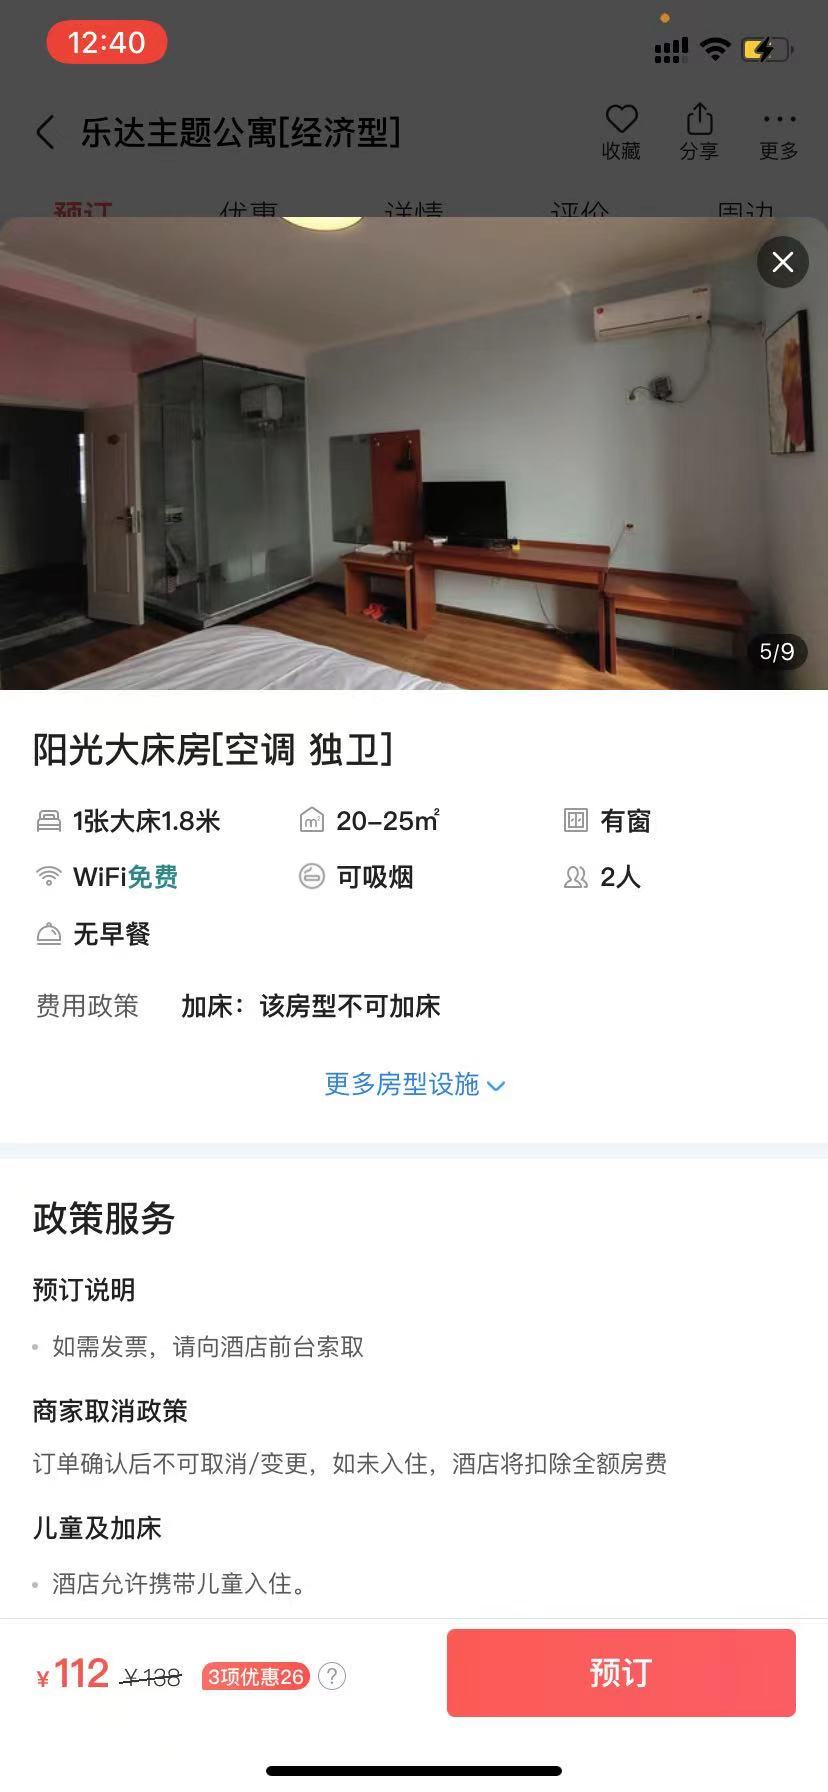 12:40
乐达主题公寓[经济型]
收藏
分享
更多
预订
优惠
详情
评价
周边
5/9
阳光大床房[空调 独卫]
1张大床1.8米
20-25㎡
有窗
WiFi免费
可吸烟
2人
无早餐
费用政策
加床：该房型不可加床
更多房型设施
政策服务
预订说明
• 如需发票，请向酒店前台索取
商家取消政策
订单确认后不可取消/变更，如未入住，酒店将扣除全额房费
儿童及加床
• 酒店允许携带儿童入住。
¥112 ¥138 3项优惠26 ?
预订